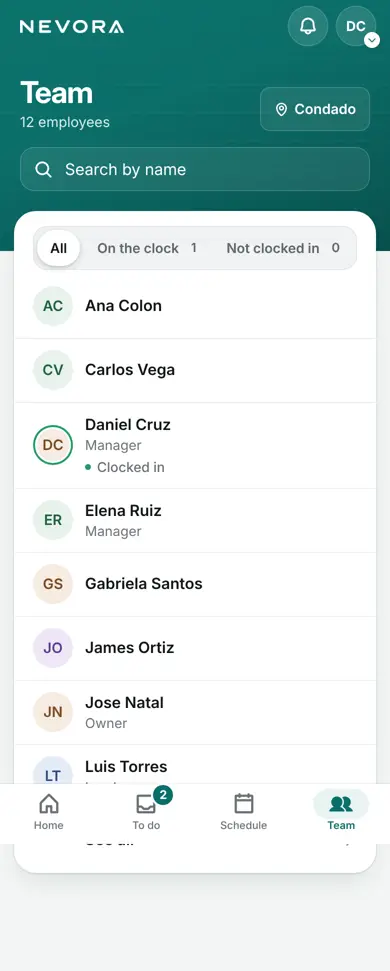 NEVORA
DC
Team
12 employees
Condado
Search by name
All
On the clock 1
Not clocked in 0
AC
Ana Colon
CV
Carlos Vega
DC
Daniel Cruz
Manager
Clocked in
ER
Elena Ruiz
Manager
GS
Gabriela Santos
JO
James Ortiz
JN
Jose Natal
Owner
LT
Luis Torres
2
Home
To do
Schedule
Team